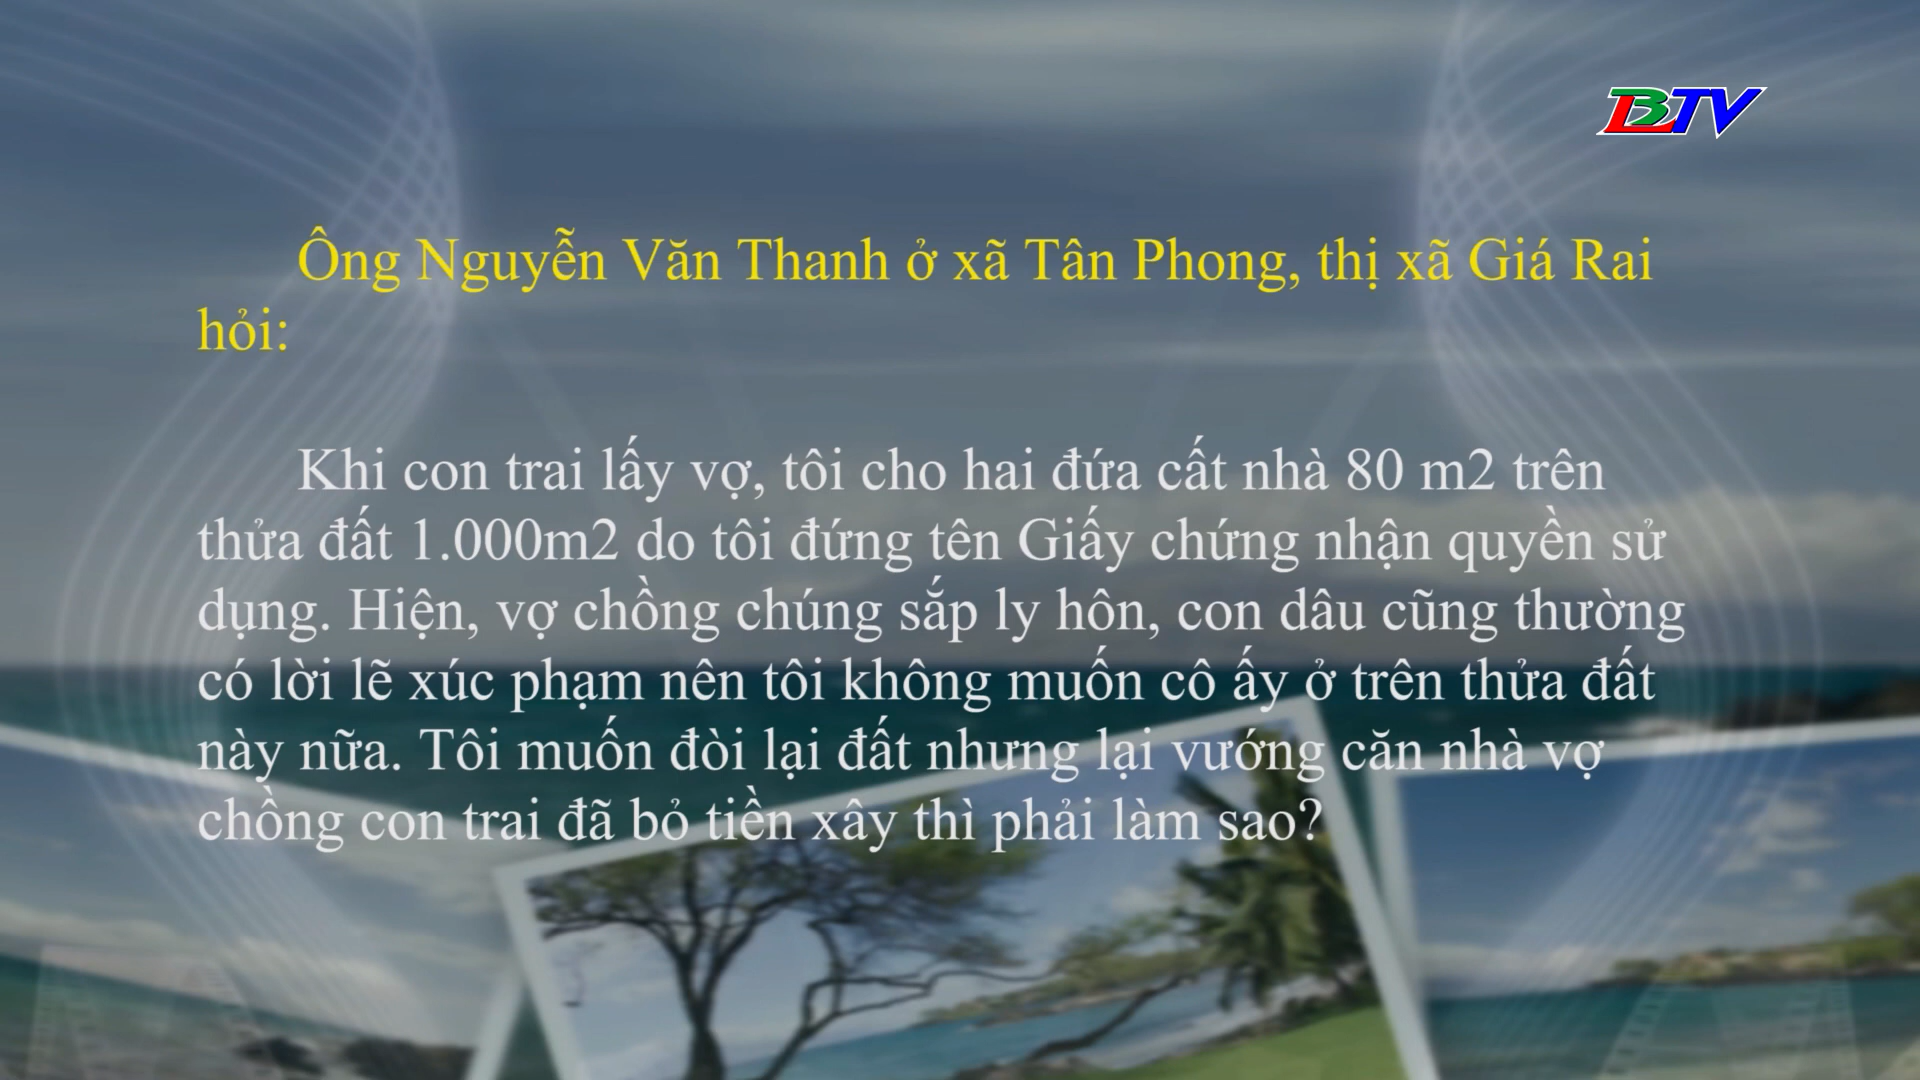 BTV
Ông Nguyễn Văn Thanh ở xã Tân Phong, thị xã Giá Rai
hỏi:
Khi con trai lấy vợ, tôi cho hai đứa cất nhà 80 m2 trên
thửa đất 1.000m2 do tôi đứng tên Giấy chứng nhận quyền sử
dụng. Hiện, vợ chồng chúng sắp ly hôn, con dâu cũng thường
có lời lẽ xúc phạm nên tôi không muốn cô ấy ở trên thửa đất
này nữa. Tôi muốn đòi lại đất nhưng lại vướng căn nhà vợ
chồng con trai đã bỏ tiền xây thì phải làm sao?